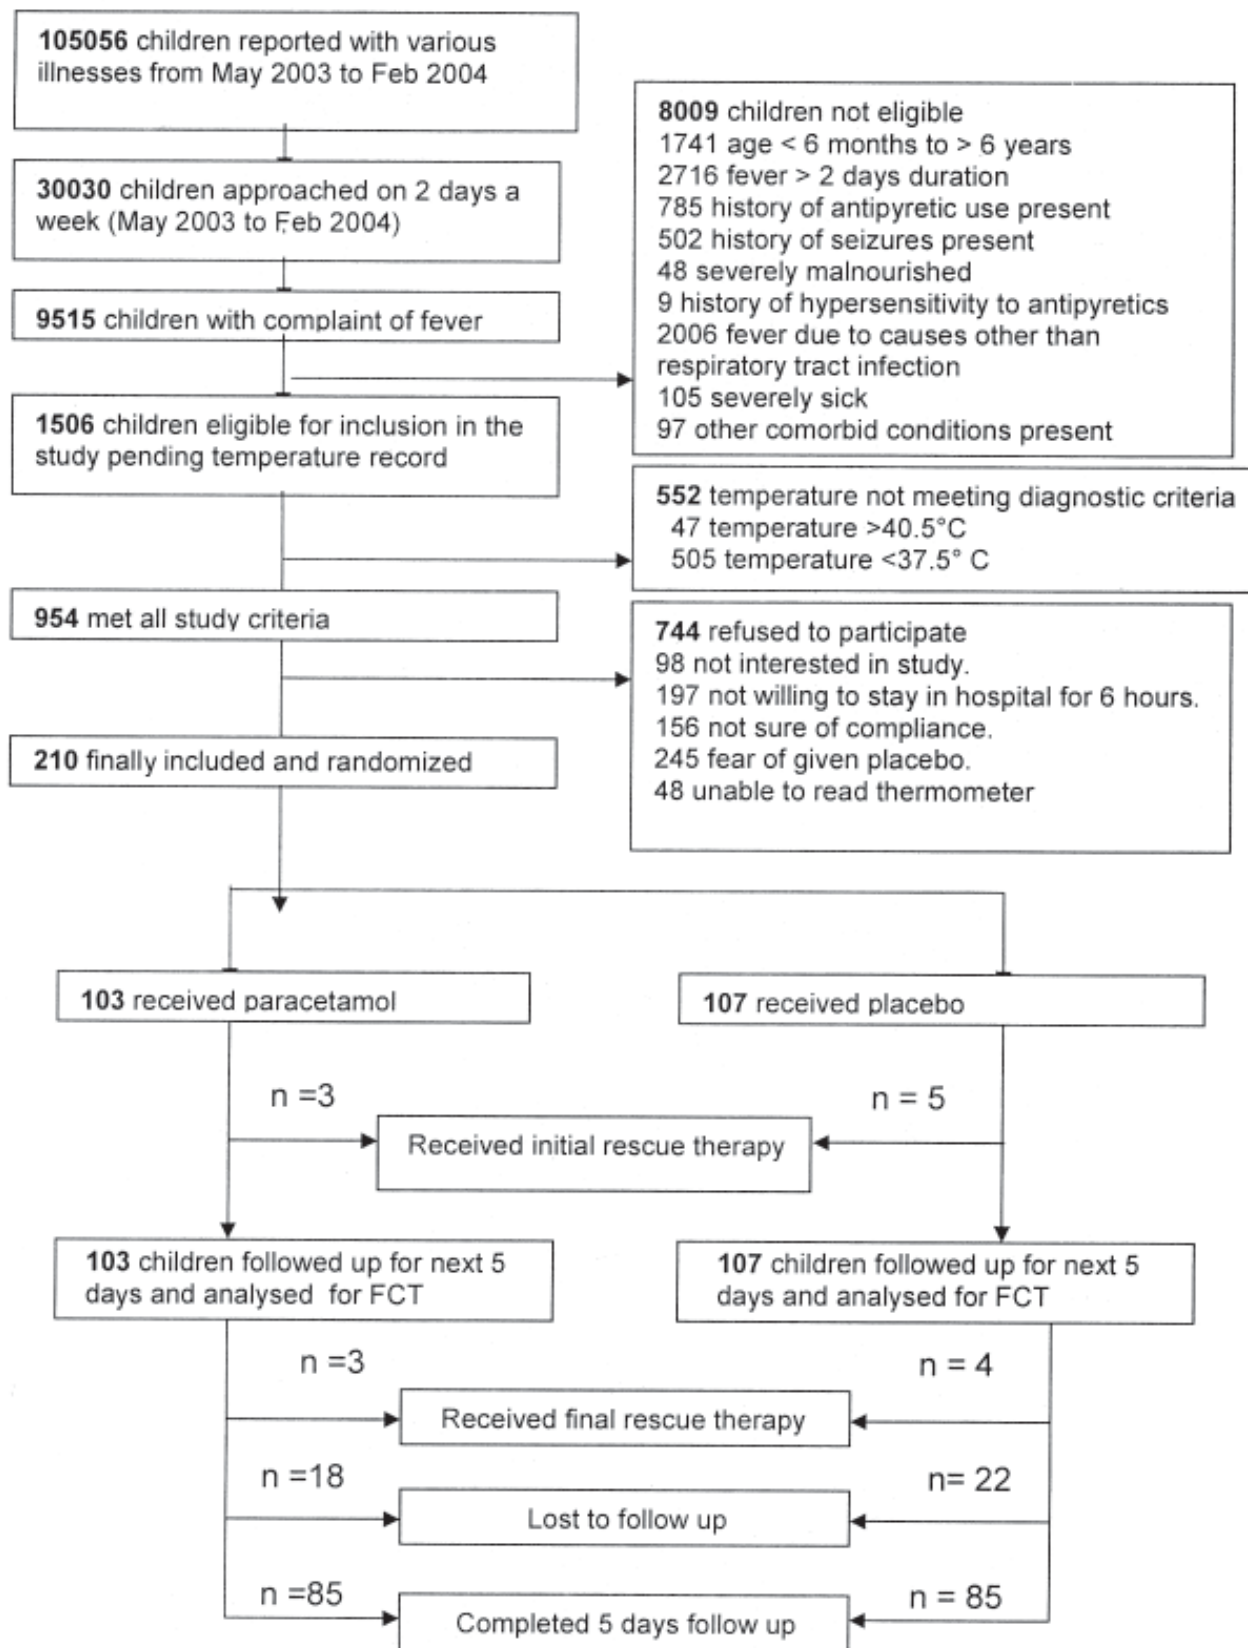 105056 children reported with various
illnesses from May 2003 to Feb 2004
30030 children approached on 2 days a
week (May 2003 to Feb 2004)
9515 children with complaint of fever
8009 children not eligible
1741 age < 6 months to > 6 years
2716 fever > 2 days duration
785 history of antipyretic use present
502 history of seizures present
48 severely malnourished
9 history of hypersensitivity to antipyretics
2006 fever due to causes other than
respiratory tract infection
105 severely sick
97 other comorbid conditions present
1506 children eligible for inclusion in the
study pending temperature record
552 temperature not meeting diagnostic criteria
47 temperature >40.5°C
505 temperature <37.5° C
954 met all study criteria
744 refused to participate
98 not interested in study.
197 not willing to stay in hospital for 6 hours.
156 not sure of compliance.
245 fear of given placebo.
48 unable to read thermometer
210 finally included and randomized
103 received paracetamol
107 received placebo
n =3
n = 5
Received initial rescue therapy
103 children followed up for next 5
days and analysed for FCT
107 children followed up for next 5
days and analysed for FCT
n =3
n = 4
Received final rescue therapy
n =18
n= 22
Lost to follow up
n =85
n = 85
Completed 5 days follow up